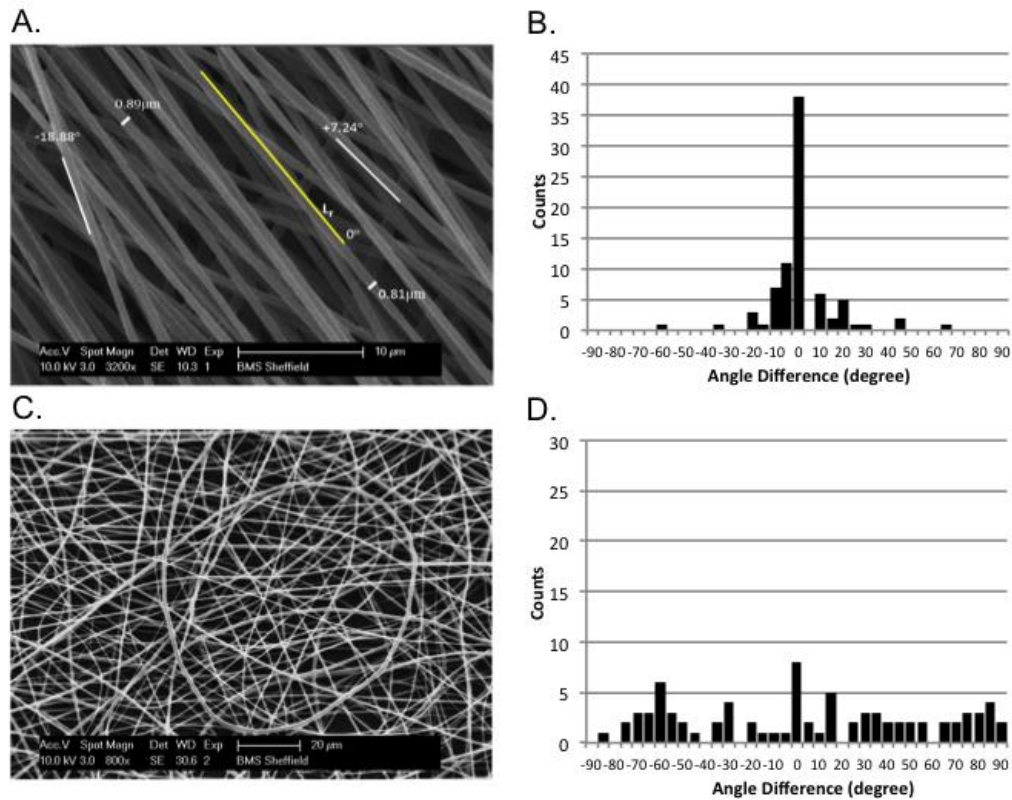 A.
0.89μm
-18.88°
+7.24°
Lr
0°
0.81μm
Acc.V Spot Magn Det WD Exp 10 μm
10.0 kV 3.0 3200x SE 10.3 1 BMS Sheffield
B.
45
40
35
30
25
20
15
10
5
0
Counts
-90 -80 -70 -60 -50 -40 -30 -20 -10 0 10 20 30 40 50 60 70 80 90
Angle Difference (degree)
C.
Acc.V Spot Magn Det WD Exp 20 μm
10.0 kV 3.0 800x SE 30.6 2 BMS Sheffield
D.
30
25
20
15
10
5
0
Counts
-90 -80 -70 -60 -50 -40 -30 -20 -10 0 10 20 30 40 50 60 70 80 90
Angle Difference (degree)